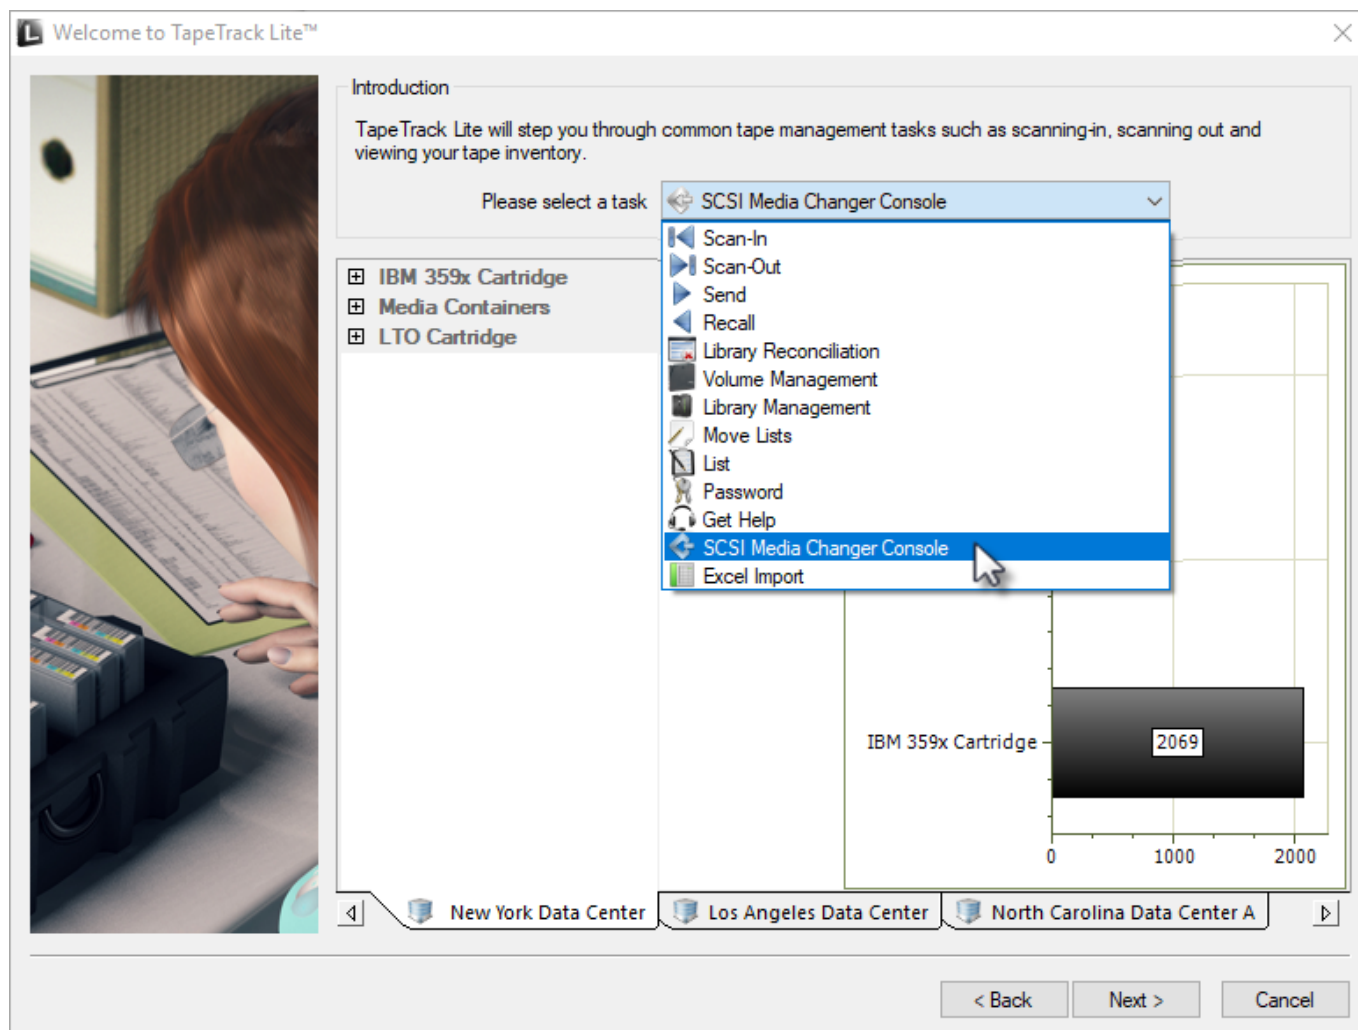 Welcome to TapeTrack Lite™
Introduction
TapeTrack Lite will step you through common tape management tasks such as scanning-in, scanning out and
viewing your tape inventory.
Please select a task
SCSI Media Changer Console
Scan-In
Scan-Out
Send
Recall
Library Reconciliation
Volume Management
Library Management
Move Lists
List
Password
Get Help
SCSI Media Changer Console
Excel Import
IBM 359x Cartridge
Media Containers
LTO Cartridge
IBM 359x Cartridge
2069
0 1000 2000
New York Data Center
Los Angeles Data Center
North Carolina Data Center A
< Back
Next >
Cancel